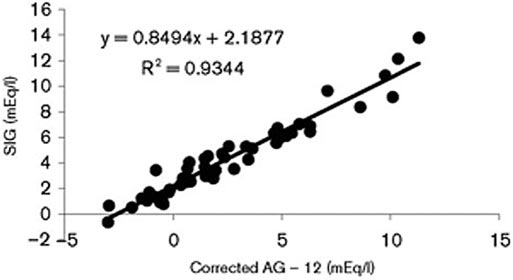 16
14
y = 0.8494x + 2.1877
12
R² = 0.9344
10
8
6
4
2
0
−2
SIG (mEq/l)
−5 0 5 10 15
Corrected AG − 12 (mEq/l)